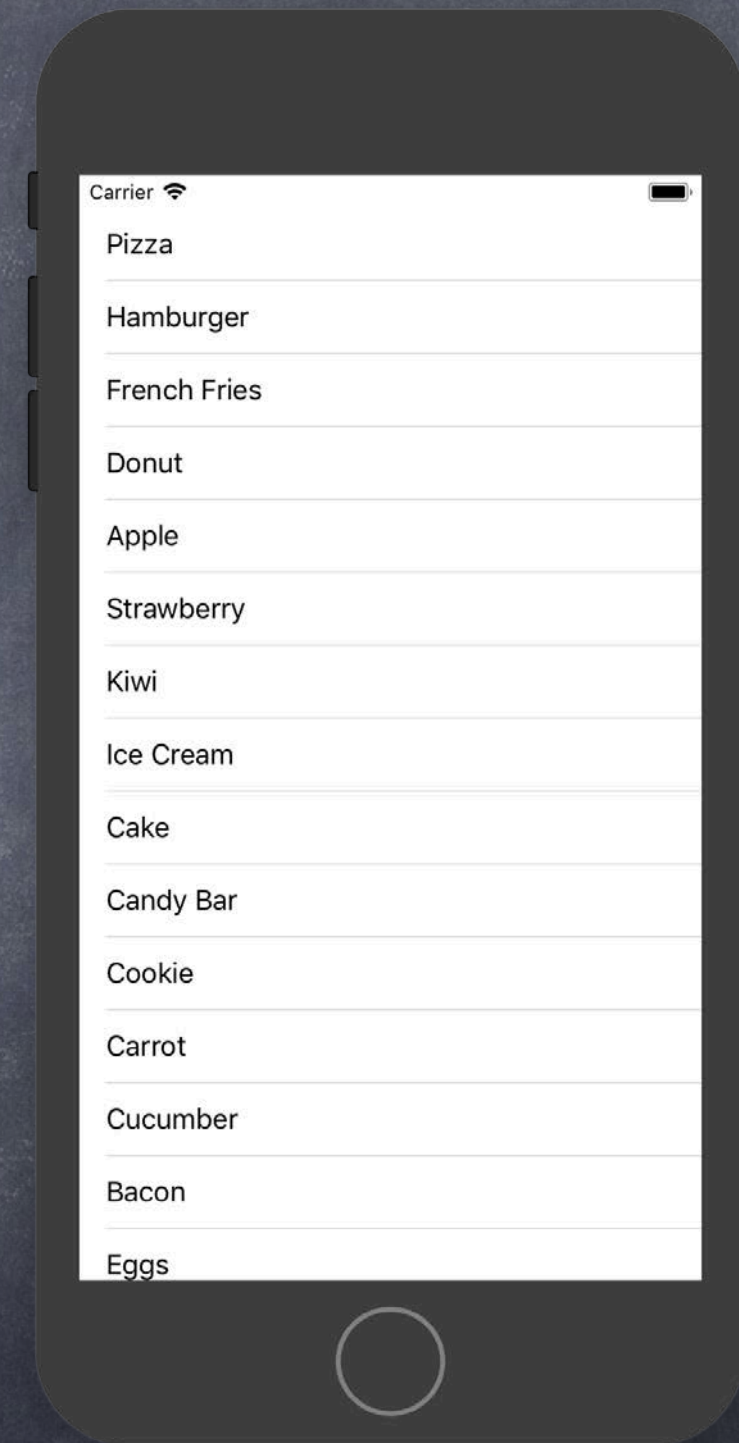 Carrier
Pizza
Hamburger
French Fries
Donut
Apple
Strawberry
Kiwi
Ice Cream
Cake
Candy Bar
Cookie
Carrot
Cucumber
Bacon
Eggs